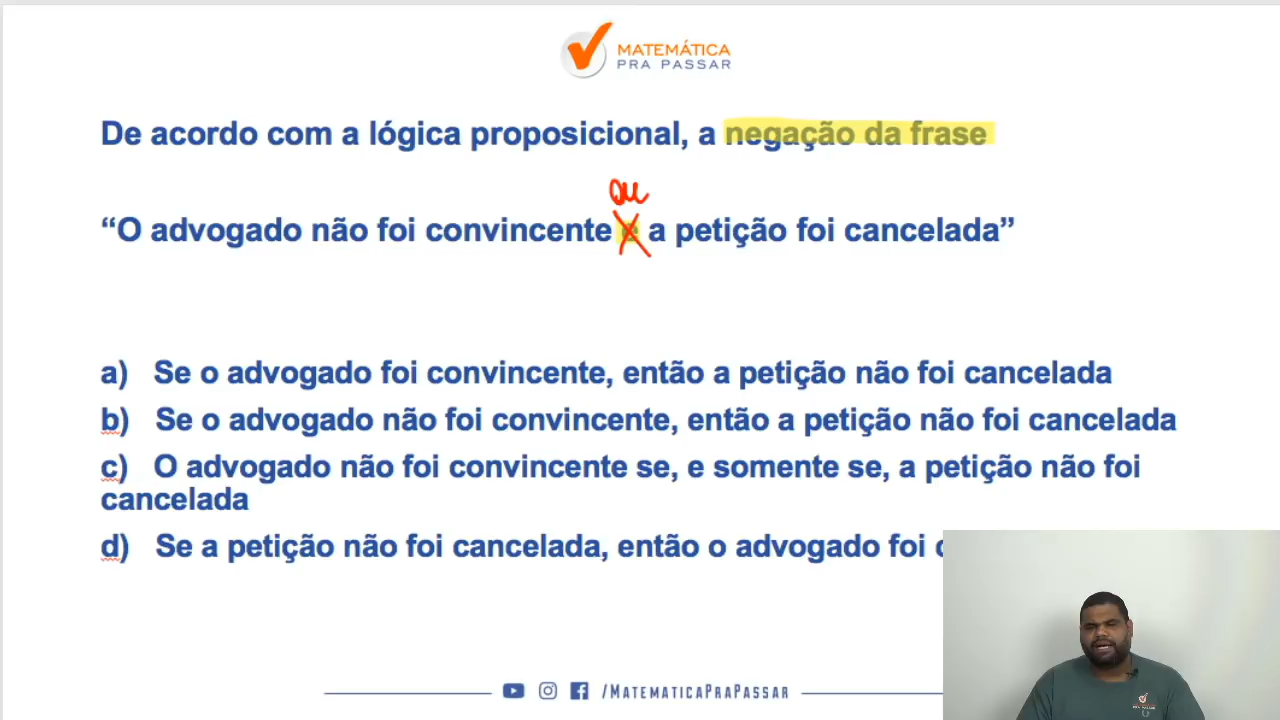 MATEMÁTICA
PRA PASSAR
De acordo com a lógica proposicional, a negação da frase
ou
“O advogado não foi convincente e a petição foi cancelada”
a) Se o advogado foi convincente, então a petição não foi cancelada
b) Se o advogado não foi convincente, então a petição não foi cancelada
c) O advogado não foi convincente se, e somente se, a petição não foi
cancelada
d) Se a petição não foi cancelada, então o advogado foi
/MATEMATICAPRAPASSAR